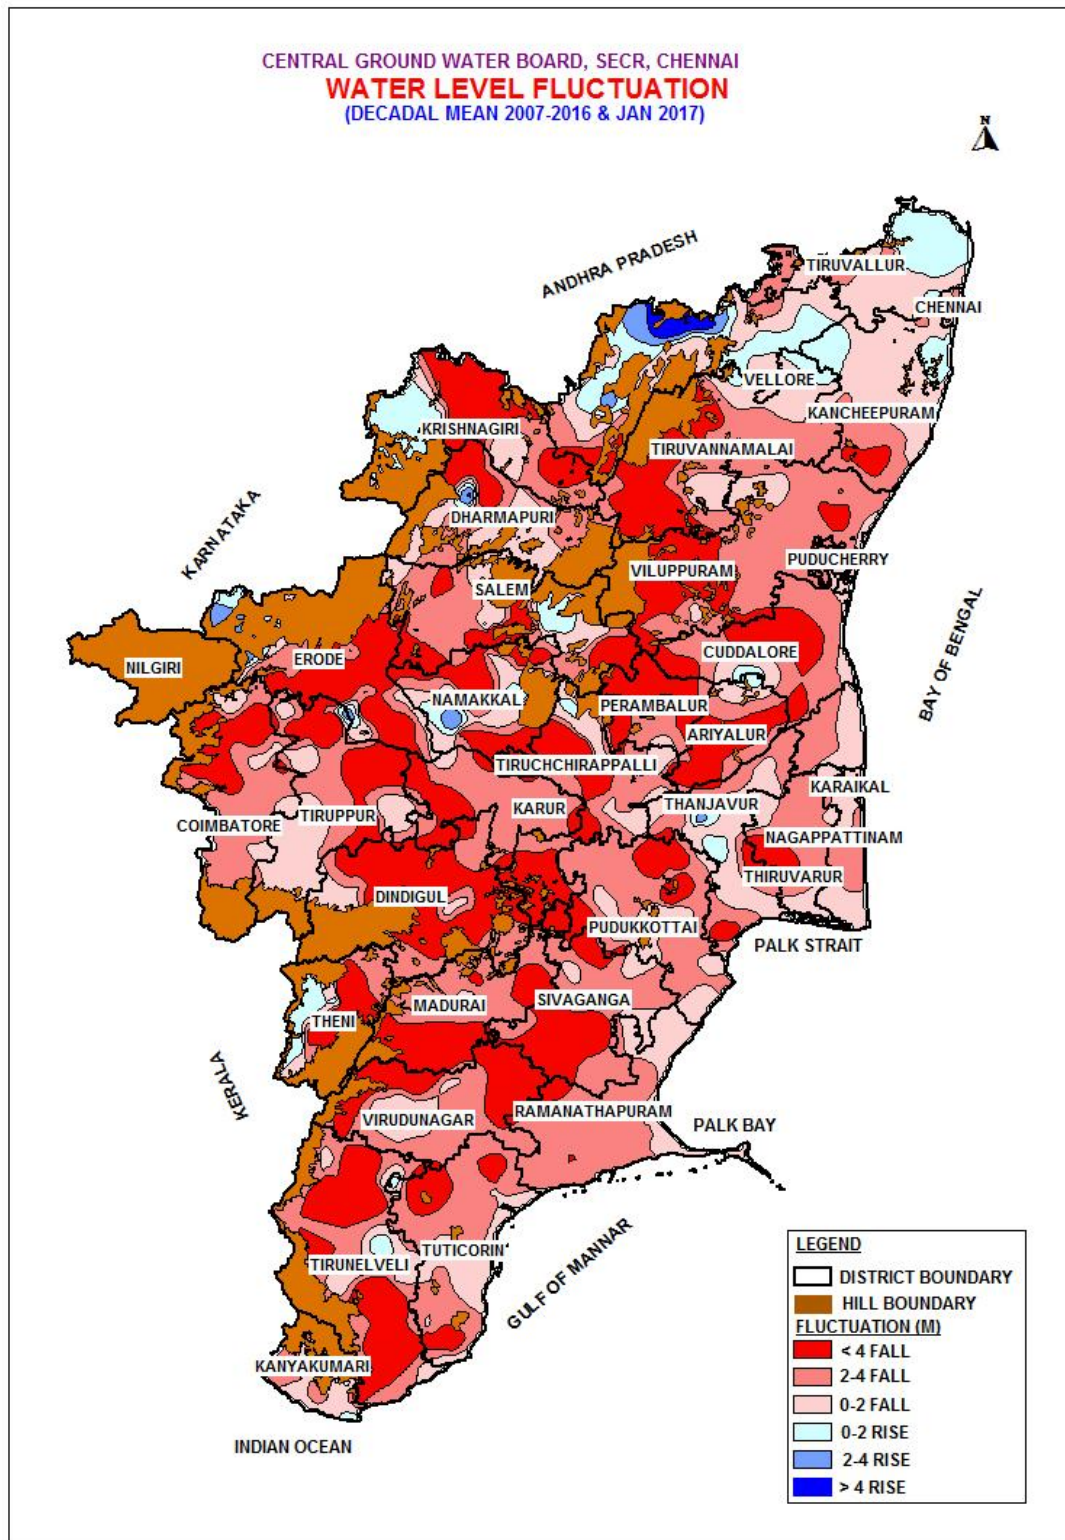 CENTRAL GROUND WATER BOARD, SECR, CHENNAI
WATER LEVEL FLUCTUATION
(DECADAL MEAN 2007-2016 & JAN 2017)
N
ANDHRA PRADESH
TIRUVALLUR
CHENNAI
VELLORE
KANCHEEPURAM
KRISHNAGIRI
TIRUVANNAMALAI
KARNATAKA
DHARMAPURI
PUDUCHERRY
VILUPPURAM
SALEM
BAY OF BENGAL
CUDDALORE
ERODE
NILGIRI
NAMAKKAL
PERAMBALUR
ARIYALUR
TIRUCHCHIRAPPALLI
KARAIKAL
THANJAVUR
KARUR
TIRUPPUR
COIMBATORE
NAGAPPATTINAM
THIRUVARUR
DINDIGUL
PUDUKKOTTAI
PALK STRAIT
SIVAGANGA
MADURAI
THENI
KERALA
RAMANATHAPURAM
VIRUDUNAGAR
PALK BAY
TUTICORIN
TIRUNELVELI
GULF OF MANNAR
KANYAKUMARI
INDIAN OCEAN
LEGEND
DISTRICT BOUNDARY
HILL BOUNDARY
FLUCTUATION (M)
< 4 FALL
2-4 FALL
0-2 FALL
0-2 RISE
2-4 RISE
> 4 RISE